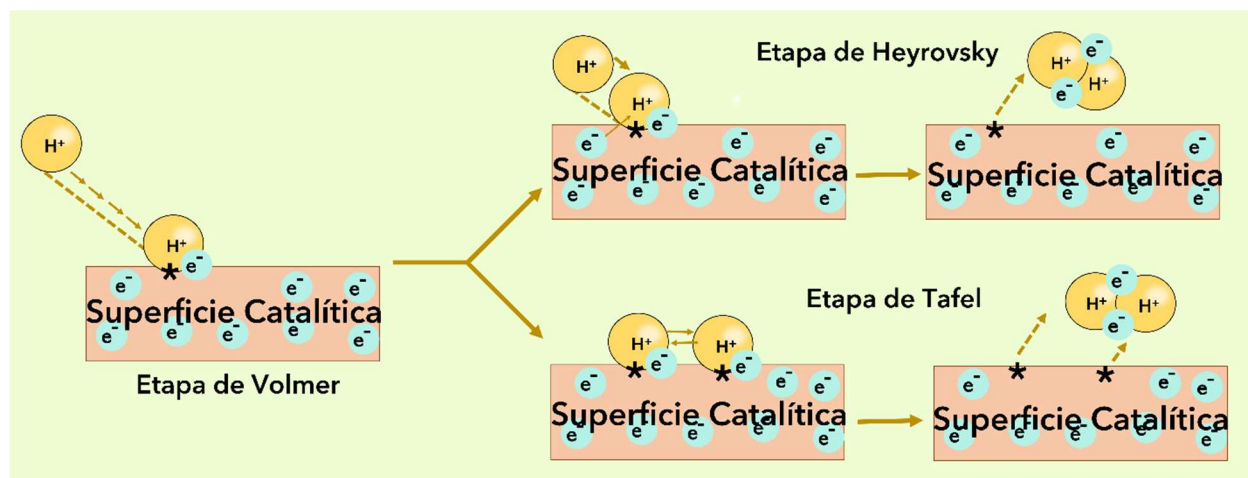 Etapa de Heyrovsky
H⁺
H⁺
e⁻
e⁻
e⁻
e⁻
Superficie Catalítica
e⁻
e⁻
e⁻
e⁻
e⁻
H⁺
e⁻
H⁺
e⁻
e⁻
e⁻
e⁻
Superficie Catalítica
e⁻
e⁻
e⁻
e⁻
e⁻
H⁺
H⁺
e⁻
*
e⁻
e⁻
e⁻
Superficie Catalítica
e⁻
e⁻
e⁻
e⁻
e⁻
Etapa de Volmer
Etapa de Tafel
H⁺
H⁺
e⁻
e⁻
*
*
e⁻
e⁻
e⁻
Superficie Catalítica
e⁻
e⁻
e⁻
e⁻
e⁻
e⁻
H⁺
H⁺
e⁻
*
*
e⁻
e⁻
e⁻
Superficie Catalítica
e⁻
e⁻
e⁻
e⁻
e⁻